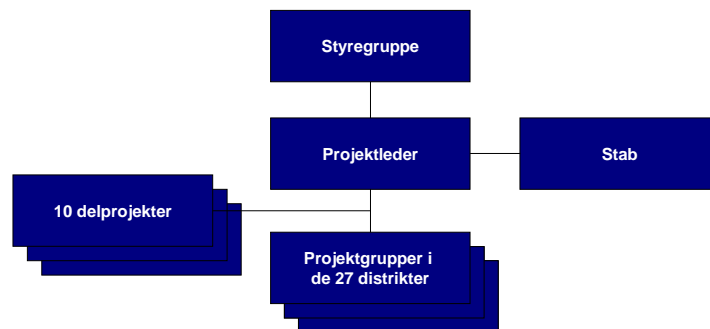 Styregruppe
Projektleder
Stab
10 delprojekter
Projektgrupper i
de 27 distrikter